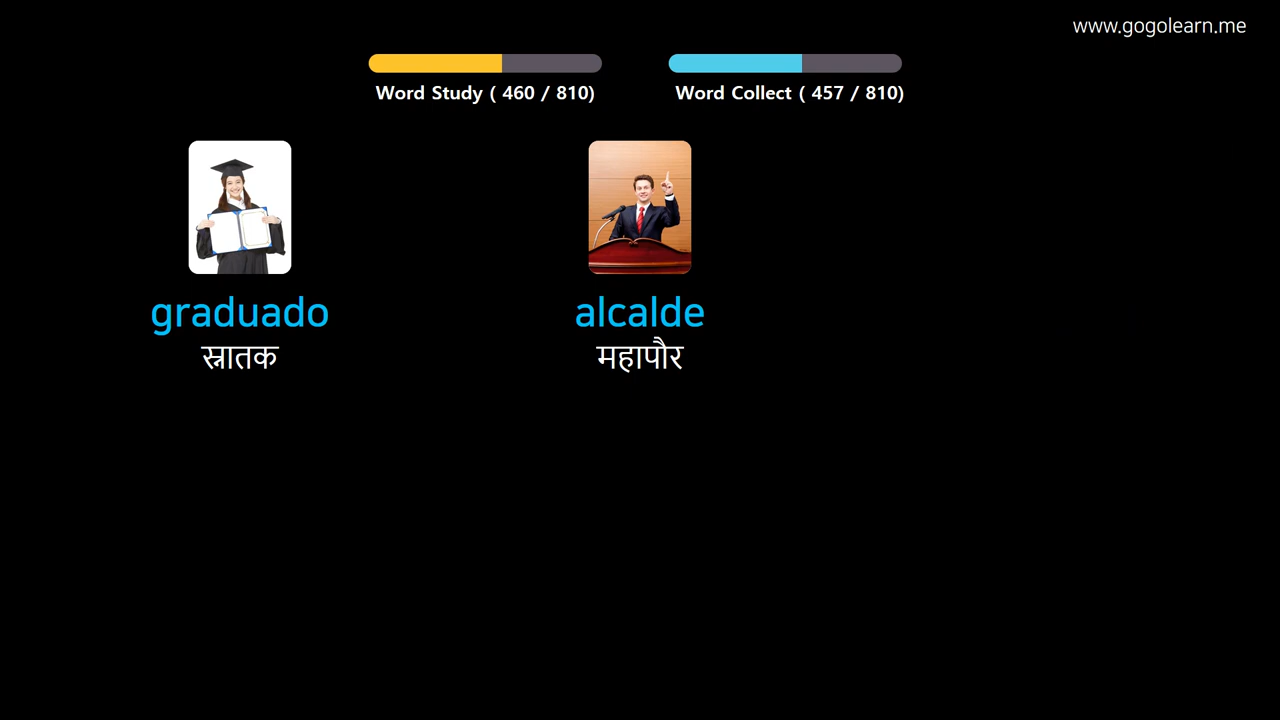 www.gogolearn.me
Word Study ( 460 / 810)
Word Collect ( 457 / 810)
graduado
स्नातक
alcalde
महापौर